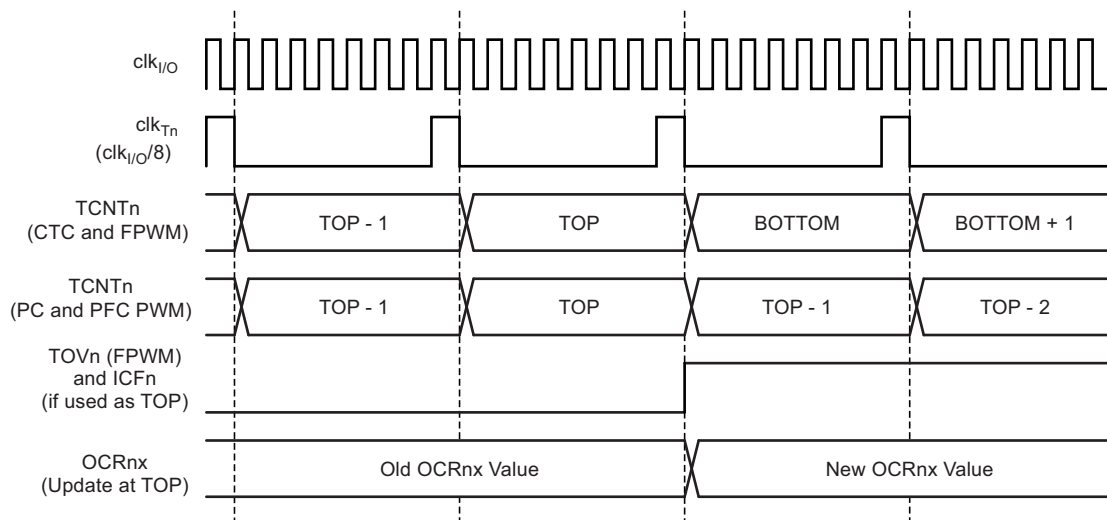 clkI/O
clkTn
(clkI/O/8)
TCNTn
(CTC and FPWM)
TOP - 1
TOP
BOTTOM
BOTTOM + 1
TCNTn
(PC and PFC PWM)
TOP - 1
TOP
TOP - 1
TOP - 2
TOVn (FPWM)
and ICFn
(if used as TOP)
OCRnx
(Update at TOP)
Old OCRnx Value
New OCRnx Value